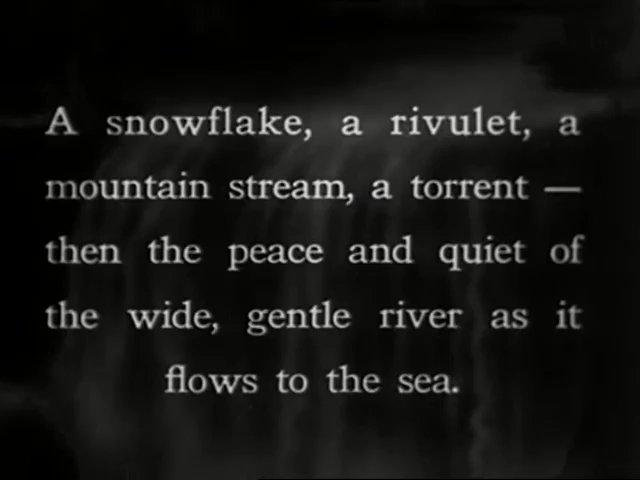 A snowflake, a rivulet, a
mountain stream, a torrent —
then the peace and quiet of
the wide, gentle river as it
flows to the sea.